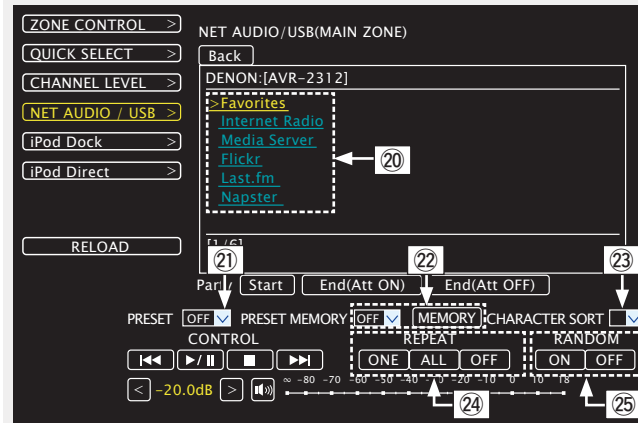 ZONE CONTROL >
QUICK SELECT >
CHANNEL LEVEL >
NET AUDIO / USB >
iPod Dock >
iPod Direct >
RELOAD
NET AUDIO/USB(MAIN ZONE)
Back
DENON:[AVR-2312]
>Favorites
Internet Radio
Media Server
Flickr
Last.fm
Napster
⑳
[1/6]
㉑ ㉒ ㉓
Party Start End(Att ON) End(Att OFF)
PRESET OFF PRESET MEMORY OFF MEMORY CHARACTER SORT
CONTROL REPEAT RANDOM
ONE ALL OFF ON OFF
< -20.0dB > ∞ -80 -70 -60 -50 -40 -30 -20 -10 0 10 18
㉔ ㉕